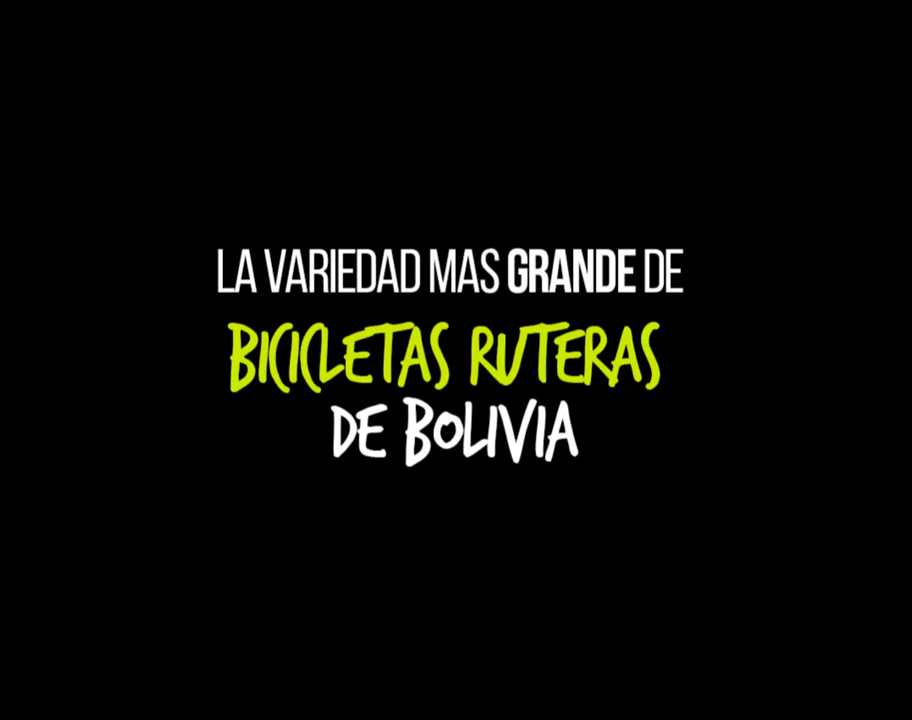 LA VARIEDAD MAS GRANDE DE
BICICLETAS RUTERAS
DE BOLIVIA